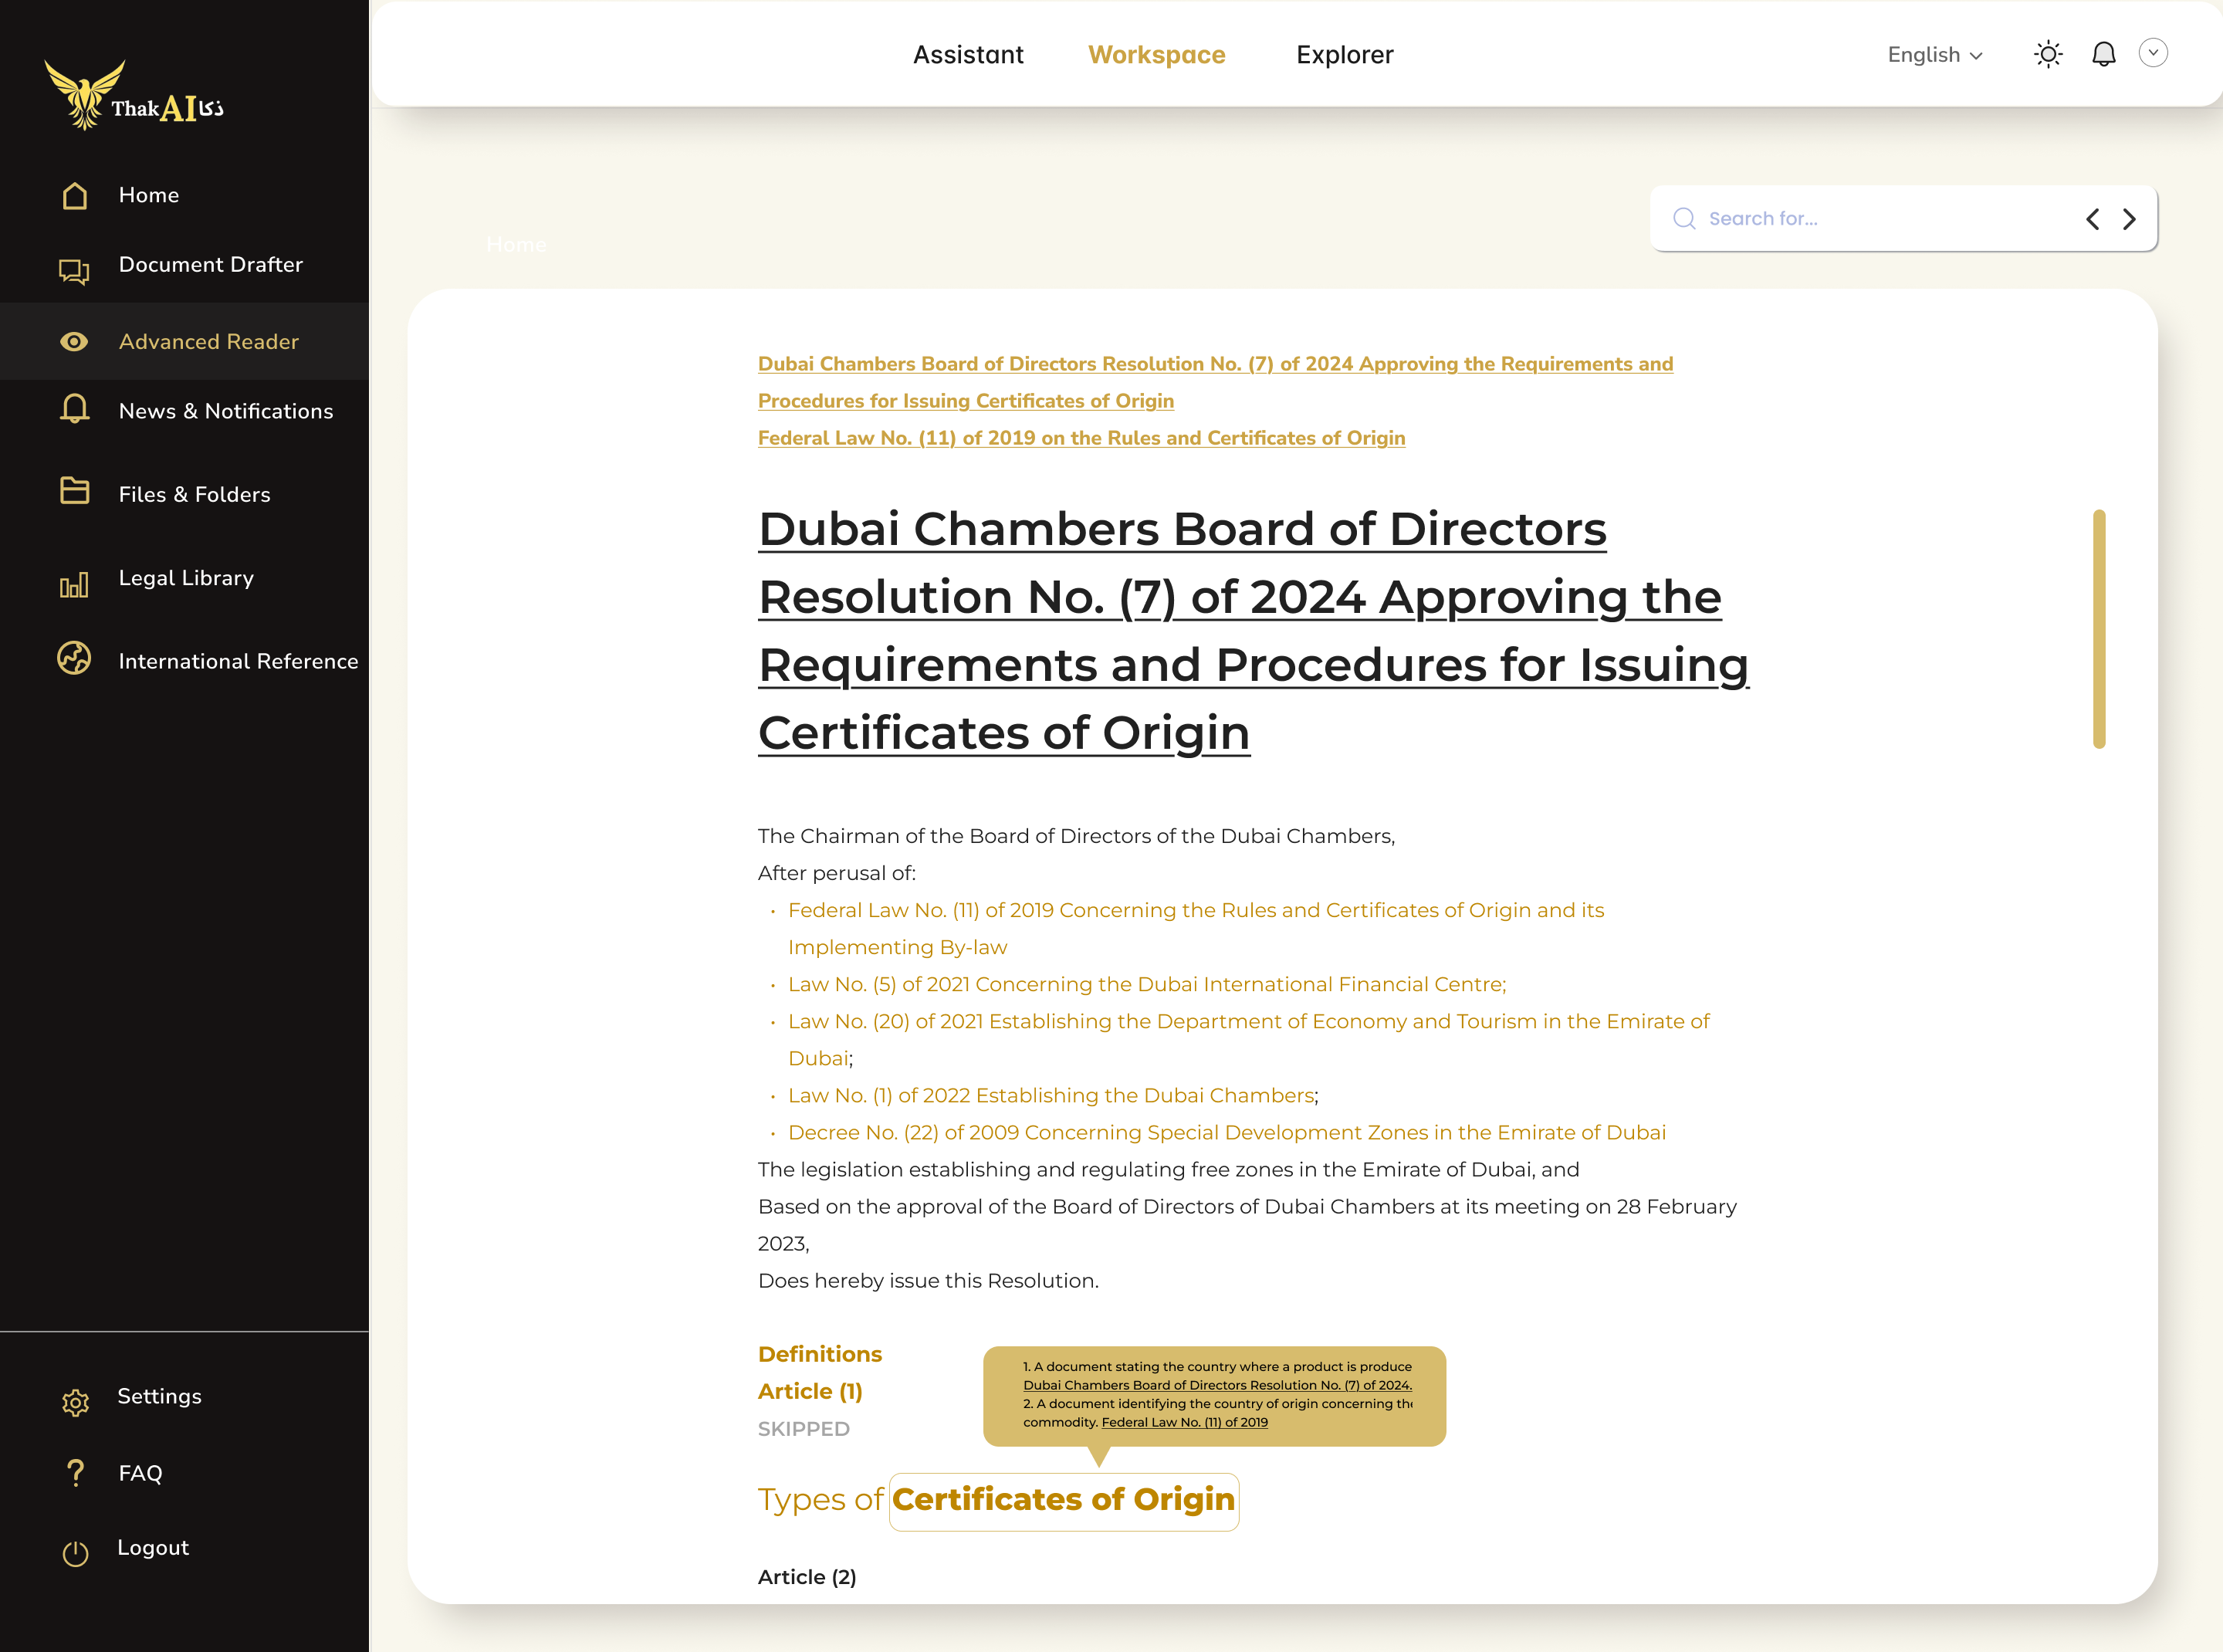 ThakAI ذكا
Home
Document Drafter
Advanced Reader
News & Notifications
Files & Folders
Legal Library
International Reference
Settings
FAQ
Logout
Assistant
Workspace
Explorer
English
Home
Search for...
Dubai Chambers Board of Directors Resolution No. (7) of 2024 Approving the Requirements and
Procedures for Issuing Certificates of Origin
Federal Law No. (11) of 2019 on the Rules and Certificates of Origin
Dubai Chambers Board of Directors
Resolution No. (7) of 2024 Approving the
Requirements and Procedures for Issuing
Certificates of Origin
The Chairman of the Board of Directors of the Dubai Chambers,
After perusal of:
• Federal Law No. (11) of 2019 Concerning the Rules and Certificates of Origin and its
Implementing By-law
• Law No. (5) of 2021 Concerning the Dubai International Financial Centre;
• Law No. (20) of 2021 Establishing the Department of Economy and Tourism in the Emirate of
Dubai;
• Law No. (1) of 2022 Establishing the Dubai Chambers;
• Decree No. (22) of 2009 Concerning Special Development Zones in the Emirate of Dubai
The legislation establishing and regulating free zones in the Emirate of Dubai, and
Based on the approval of the Board of Directors of Dubai Chambers at its meeting on 28 February
2023,
Does hereby issue this Resolution.
Definitions
Article (1)
SKIPPED
1. A document stating the country where a product is produce
Dubai Chambers Board of Directors Resolution No. (7) of 2024.
2. A document identifying the country of origin concerning the
commodity. Federal Law No. (11) of 2019
Types of Certificates of Origin
Article (2)